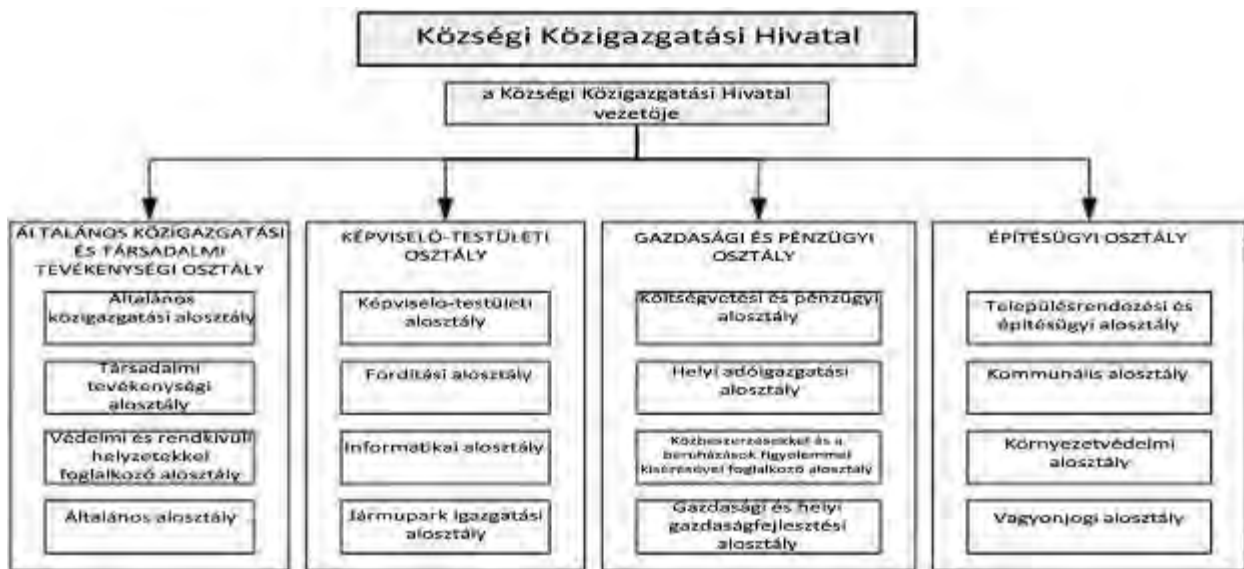 Községi Közigazgatási Hivatal
a Községi Közigazgatási Hivatal
vezetője
ÁLTALÁNOS KÖZIGAZGATÁSI
ÉS TÁRSADALMI
TEVÉKENYSÉGI OSZTÁLY
Általános
közigazgatási alosztály
Társadalmi
tevékenységi
alosztály
Védelmi és rendkívüli
helyzetekkel
foglalkozó alosztály
Általános alosztály
KÉPVISELŐ-TESTÜLETI
OSZTÁLY
Képviselo-testületi
alosztály
Fordítási alosztály
Informatikai alosztály
Jármupark igazgatási
alosztály
GAZDASÁGI ÉS PÉNZÜGYI
OSZTÁLY
Költségvetési és pénzügyi
alosztály
Helyi adóigazgatási
alosztály
Közbeszerzésekkel és a
beruházások figyelemmel
kísérésével foglalkozó alosztály
Gazdasági és helyi
gazdaságfejlesztési
alosztály
ÉPÍTÉSÜGYI OSZTÁLY
Településrendezési és
építésügyi alosztály
Kommunális alosztály
Környezetvédelmi
alosztály
Vagyonjogi alosztály